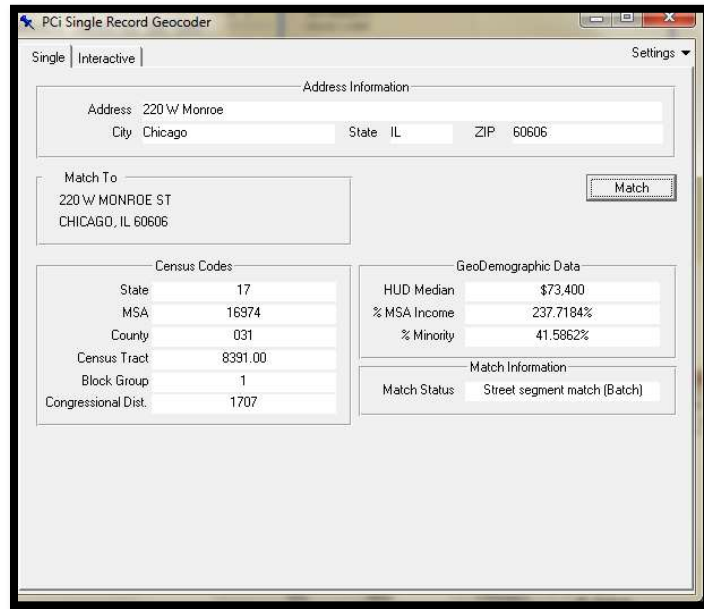 PCi Single Record Geocoder
Single Interactive Settings
Address Information
Address 220 W Monroe
City Chicago State IL ZIP 60606
Match To
220 W MONROE ST
CHICAGO, IL 60606
Match
Census Codes
State 17
MSA 16974
County 031
Census Tract 8391.00
Block Group 1
Congressional Dist. 1707
GeoDemographic Data
HUD Median $73,400
% MSA Income 237.7184%
% Minority 41.5862%
Match Information
Match Status Street segment match (Batch)